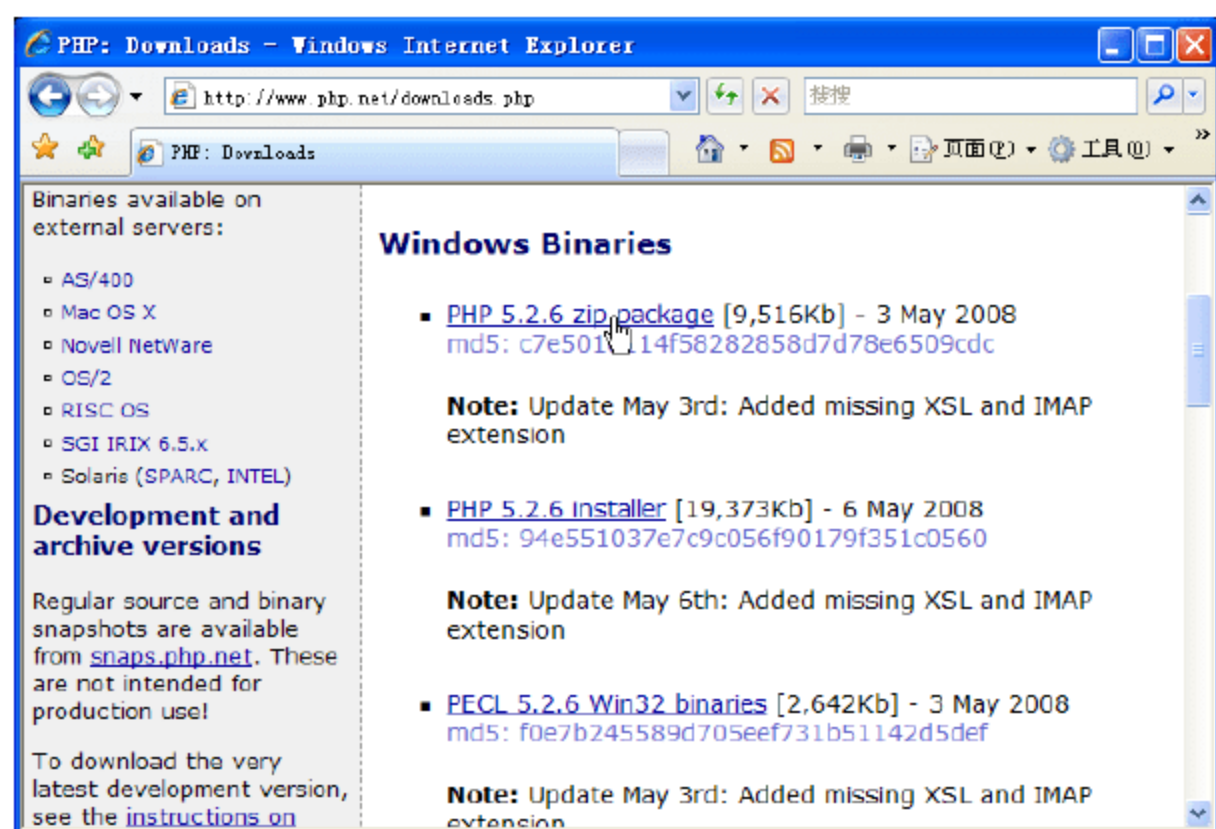 PHP: Downloads - Windows Internet Explorer
http://www.php.net/downloads.php
搜搜
PHP: Downloads
页面(P)
工具(O)
»
Binaries available on
external servers:
AS/400
Mac OS X
Novell NetWare
OS/2
RISC OS
SGI IRIX 6.5.x
Solaris (SPARC, INTEL)
Development and
archive versions
Regular source and binary
snapshots are available
from snaps.php.net. These
are not intended for
production use!
To download the very
latest development version,
see the instructions on
Windows Binaries
PHP 5.2.6 zip package [9,516Kb] - 3 May 2008
md5: 14f58282858d7d78e6509cdc
Note: Update May 3rd: Added missing XSL and IMAP
extension
PHP 5.2.6 installer [19,373Kb] - 6 May 2008
md5: 94e551037e7c9c056f90179f351c0560
Note: Update May 6th: Added missing XSL and IMAP
extension
PECL 5.2.6 Win32 binaries [2,642Kb] - 3 May 2008
md5: f0e7b245589d705eef731b51142d5def
Note: Update May 3rd: Added missing XSL and IMAP
extension